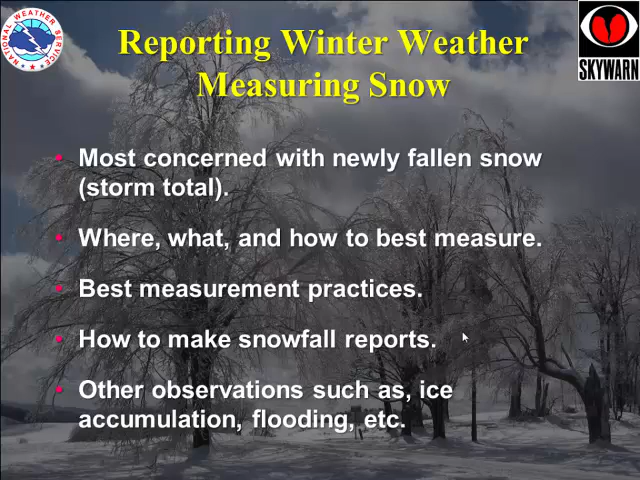 NATIONAL WEATHER SERVICE
SKYWARN
Reporting Winter Weather
Measuring Snow
• Most concerned with newly fallen snow
(storm total).
• Where, what, and how to best measure.
• Best measurement practices.
• How to make snowfall reports.
• Other observations such as, ice
accumulation, flooding, etc.